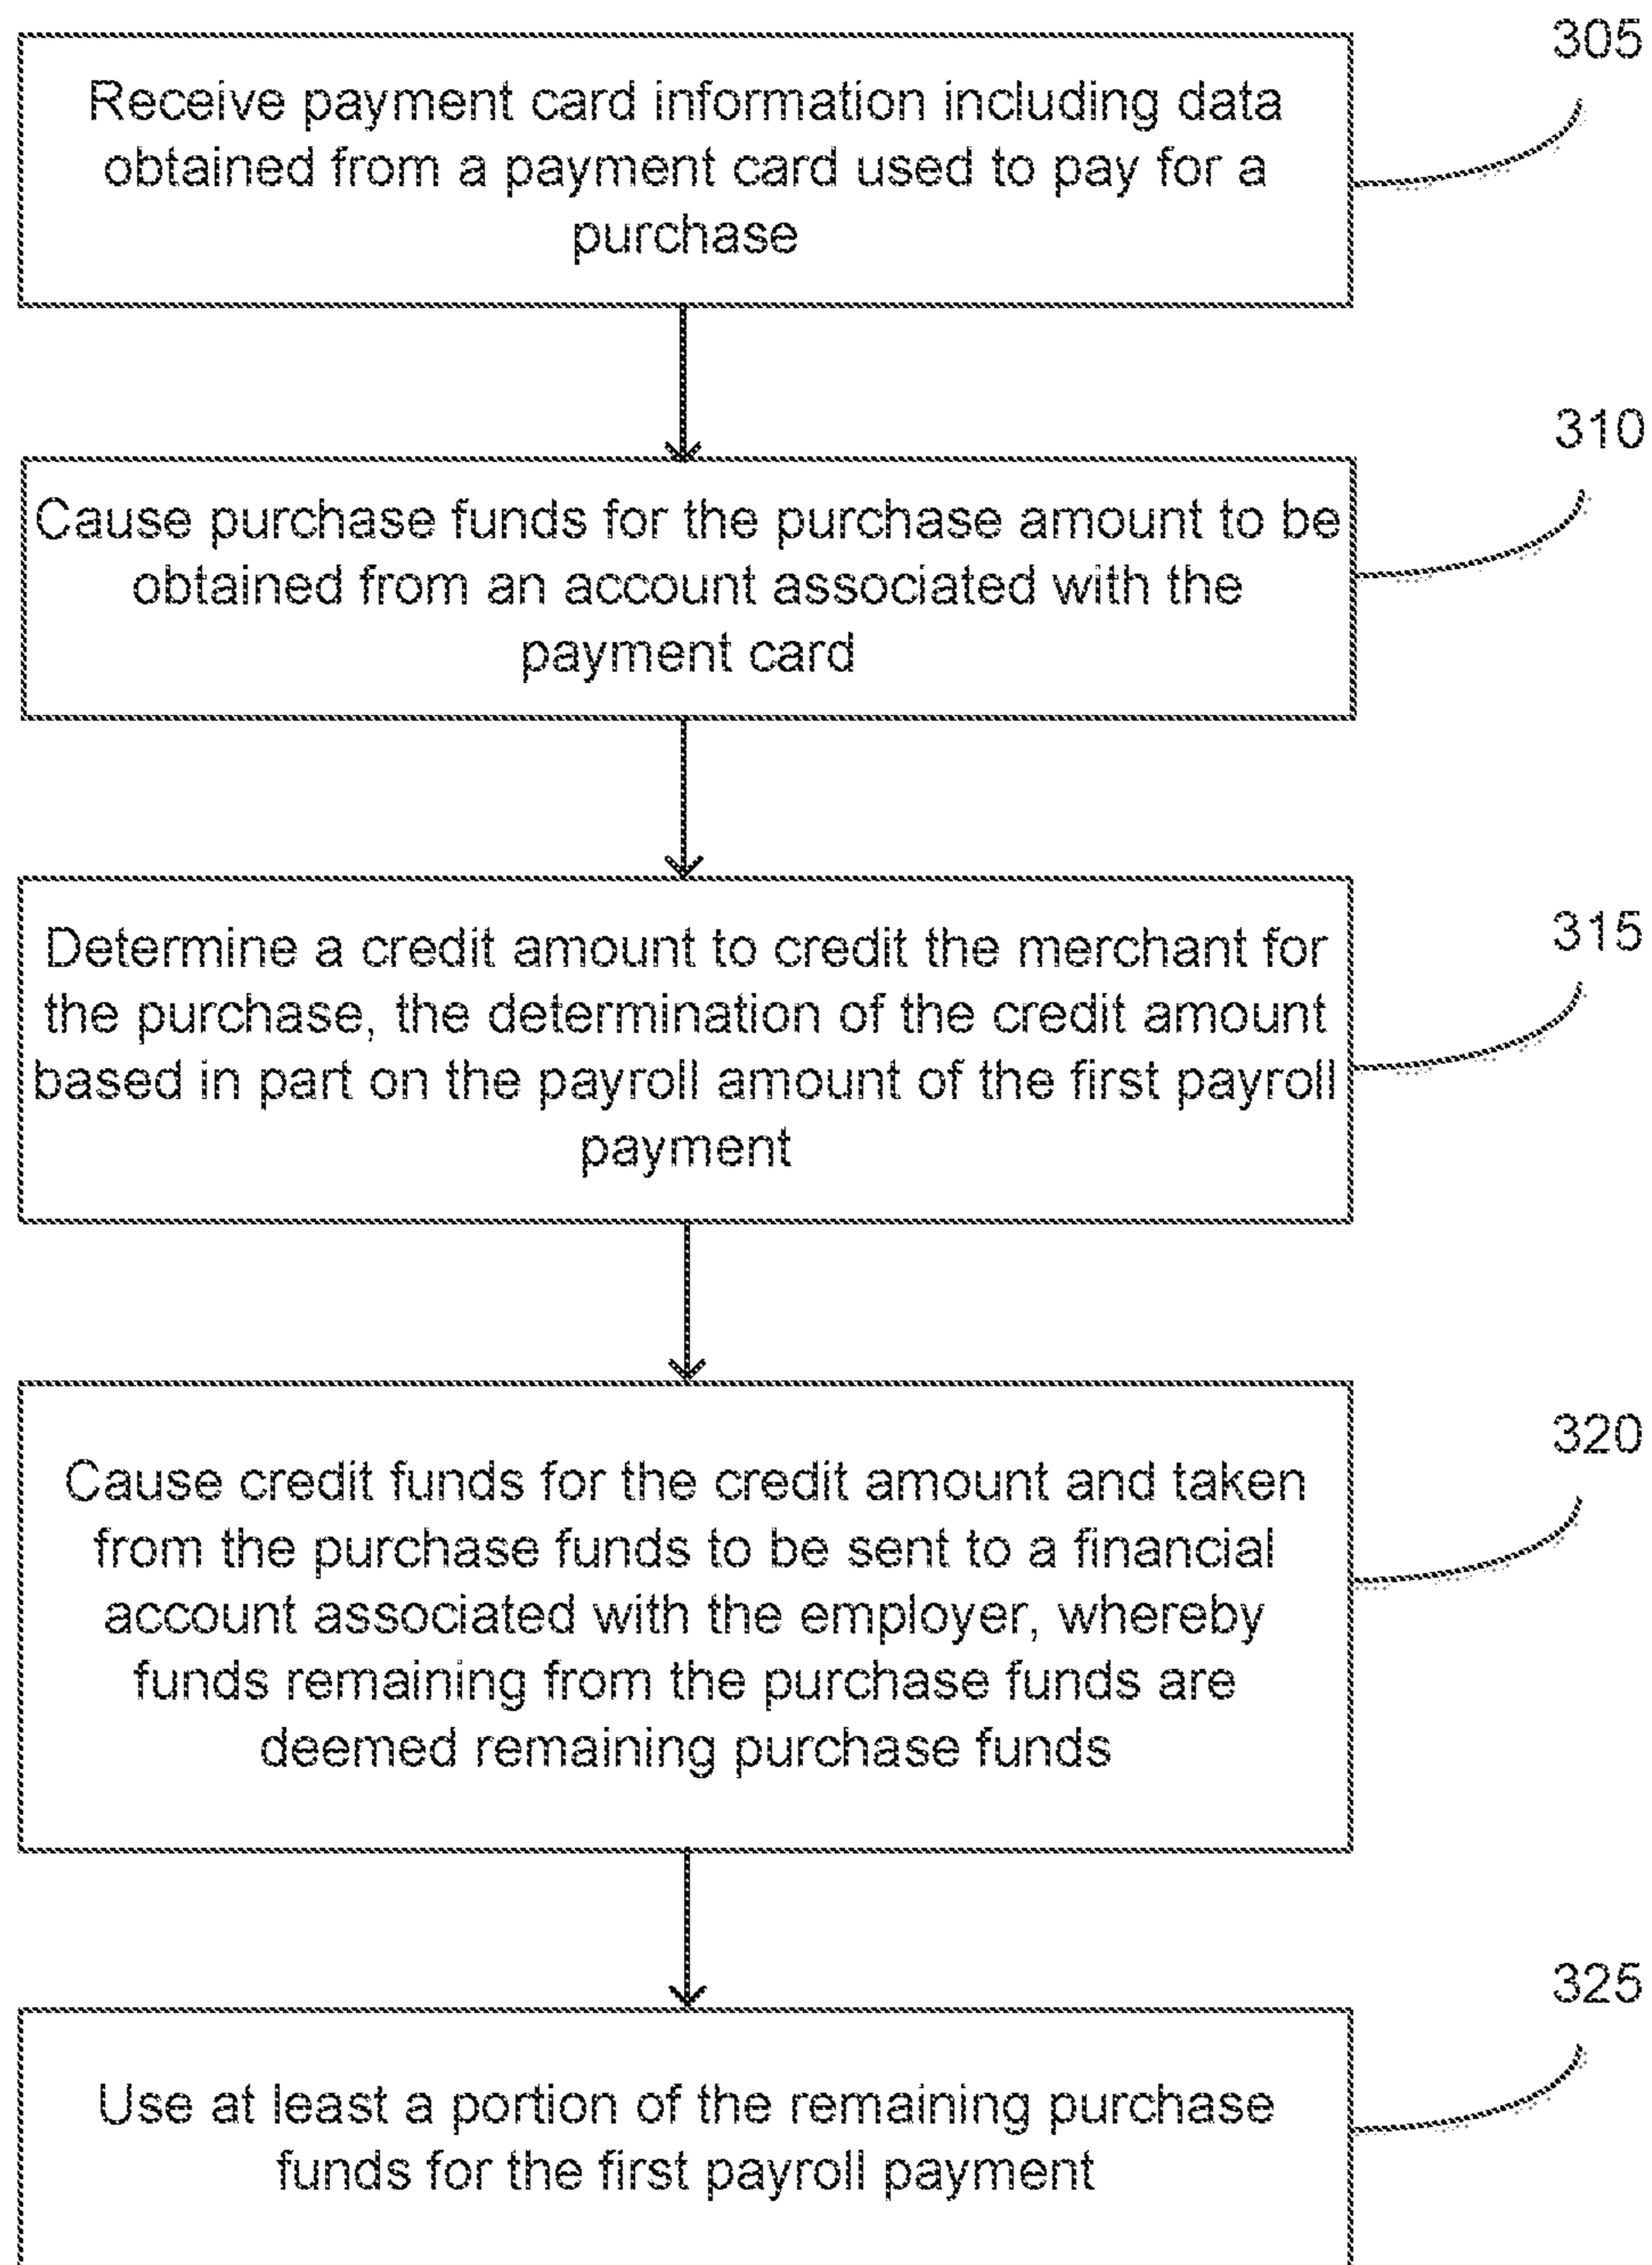 305
Receive payment card information including data
obtained from a payment card used to pay for a
purchase
310
Cause purchase funds for the purchase amount to be
obtained from an account associated with the
payment card
315
Determine a credit amount to credit the merchant for
the purchase, the determination of the credit amount
based in part on the payroll amount of the first payroll
payment
320
Cause credit funds for the credit amount and taken
from the purchase funds to be sent to a financial
account associated with the employer, whereby
funds remaining from the purchase funds are
deemed remaining purchase funds
325
Use at least a portion of the remaining purchase
funds for the first payroll payment